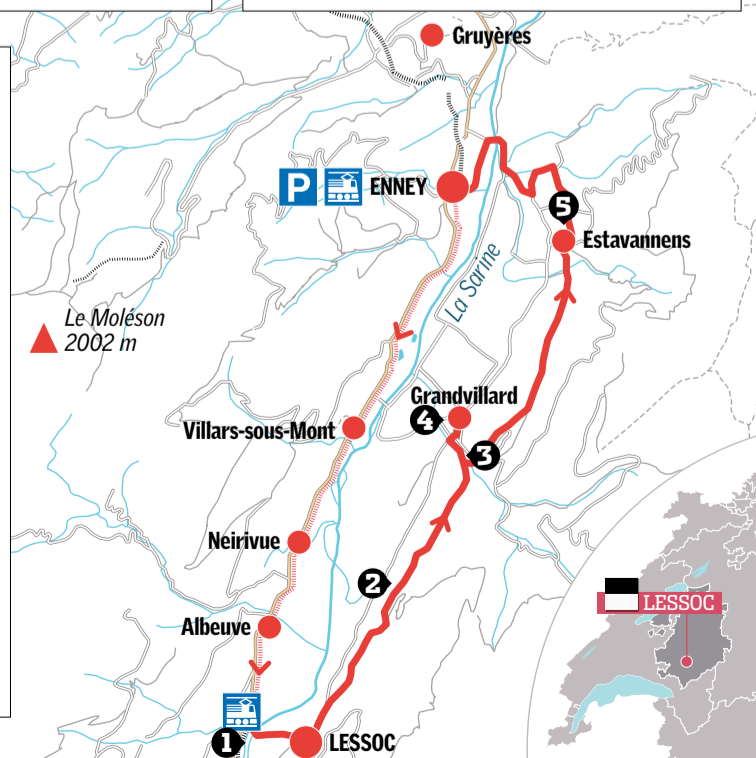 Gruyères
P
ENNEY
5
Estavannens
La Sarine
Le Moléson
2002 m
Grandvillard
4
Villars-sous-Mont
3
Neirivue
2
LESSOC
Albeuve
1
LESSOC